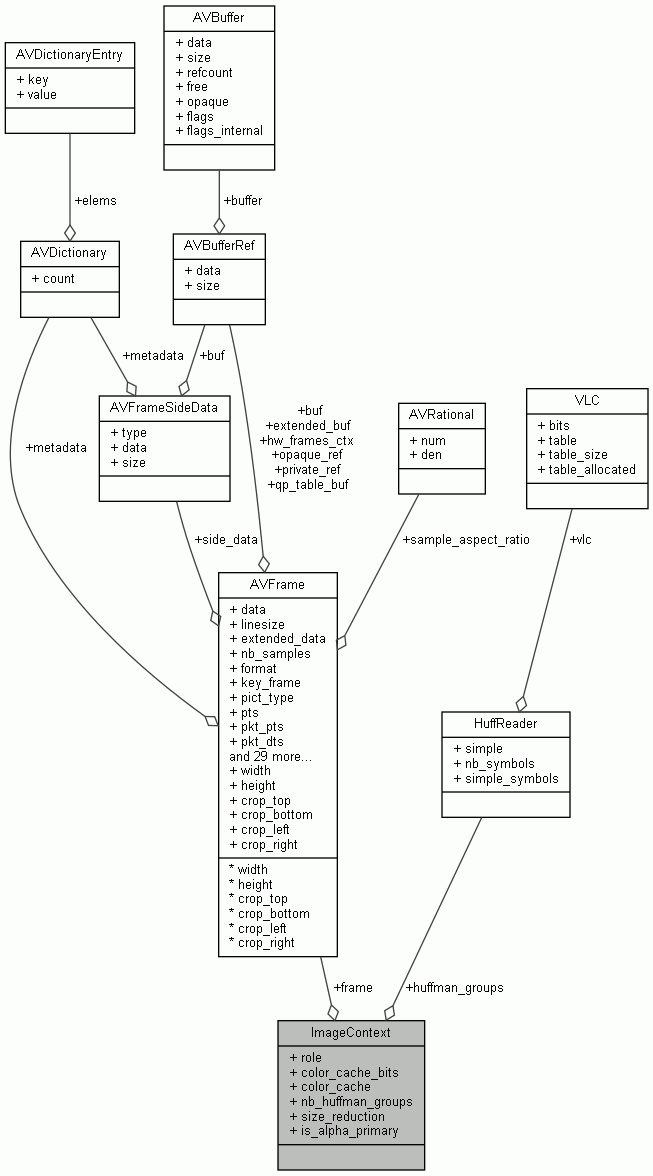 AVBuffer
+ data
+ size
+ refcount
+ free
+ opaque
+ flags
+ flags_internal
AVDictionaryEntry
+ key
+ value
+elems
+buffer
AVDictionary
+ count
AVBufferRef
+ data
+ size
+metadata
+buf
AVFrameSideData
+ type
+ data
+ size
+metadata
+buf
+extended_buf
+hw_frames_ctx
+opaque_ref
+private_ref
+qp_table_buf
AVRational
+ num
+ den
VLC
+ bits
+ table
+ table_size
+ table_allocated
+side_data
+sample_aspect_ratio
+vlc
AVFrame
+ data
+ linesize
+ extended_data
+ nb_samples
+ format
+ key_frame
+ pict_type
+ pts
+ pkt_pts
+ pkt_dts
and 29 more...
+ width
+ height
+ crop_top
+ crop_bottom
+ crop_left
+ crop_right
* width
* height
* crop_top
* crop_bottom
* crop_left
* crop_right
HuffReader
+ simple
+ nb_symbols
+ simple_symbols
+frame
+huffman_groups
ImageContext
+ role
+ color_cache_bits
+ color_cache
+ nb_huffman_groups
+ size_reduction
+ is_alpha_primary